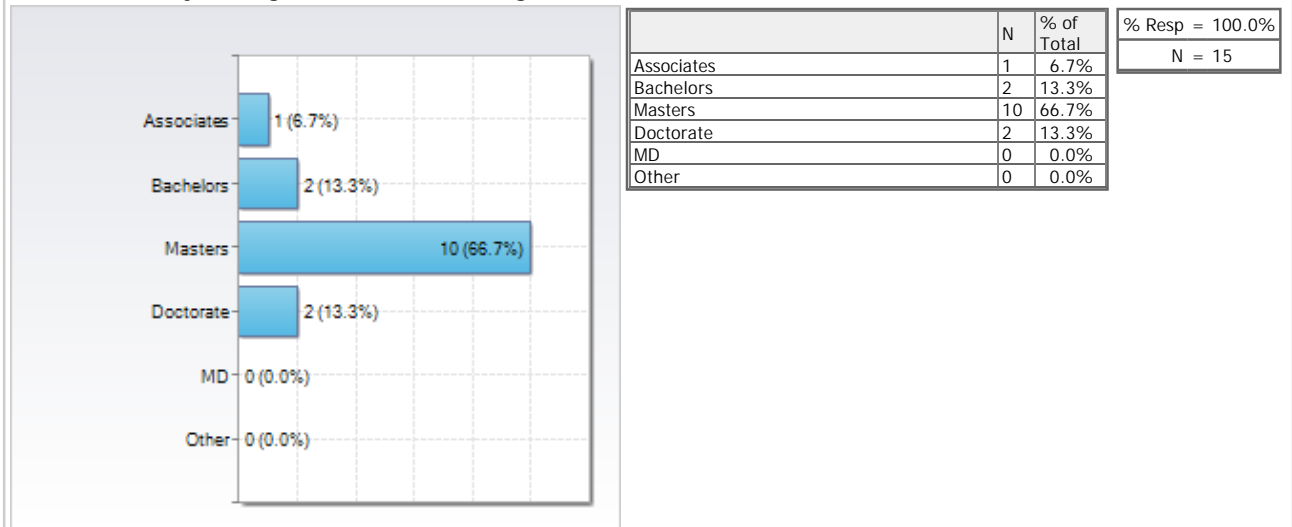 Associates 1 (6.7%)
Bachelors 2 (13.3%)
Masters 10 (66.7%)
Doctorate 2 (13.3%)
MD 0 (0.0%)
Other 0 (0.0%)
N % of Total
Associates 1 6.7%
Bachelors 2 13.3%
Masters 10 66.7%
Doctorate 2 13.3%
MD 0 0.0%
Other 0 0.0%
% Resp = 100.0%
N = 15